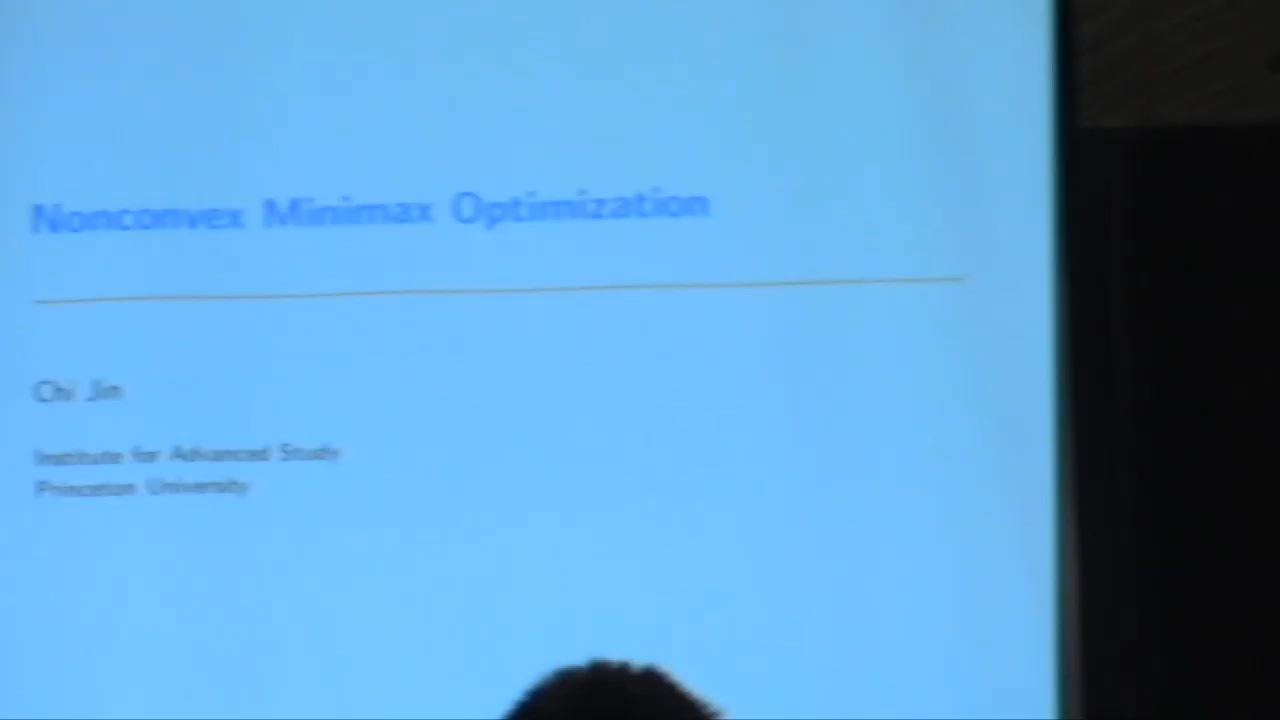 Nonconvex Minimax Optimization
Chi Jin
Institute for Advanced Study
Princeton University